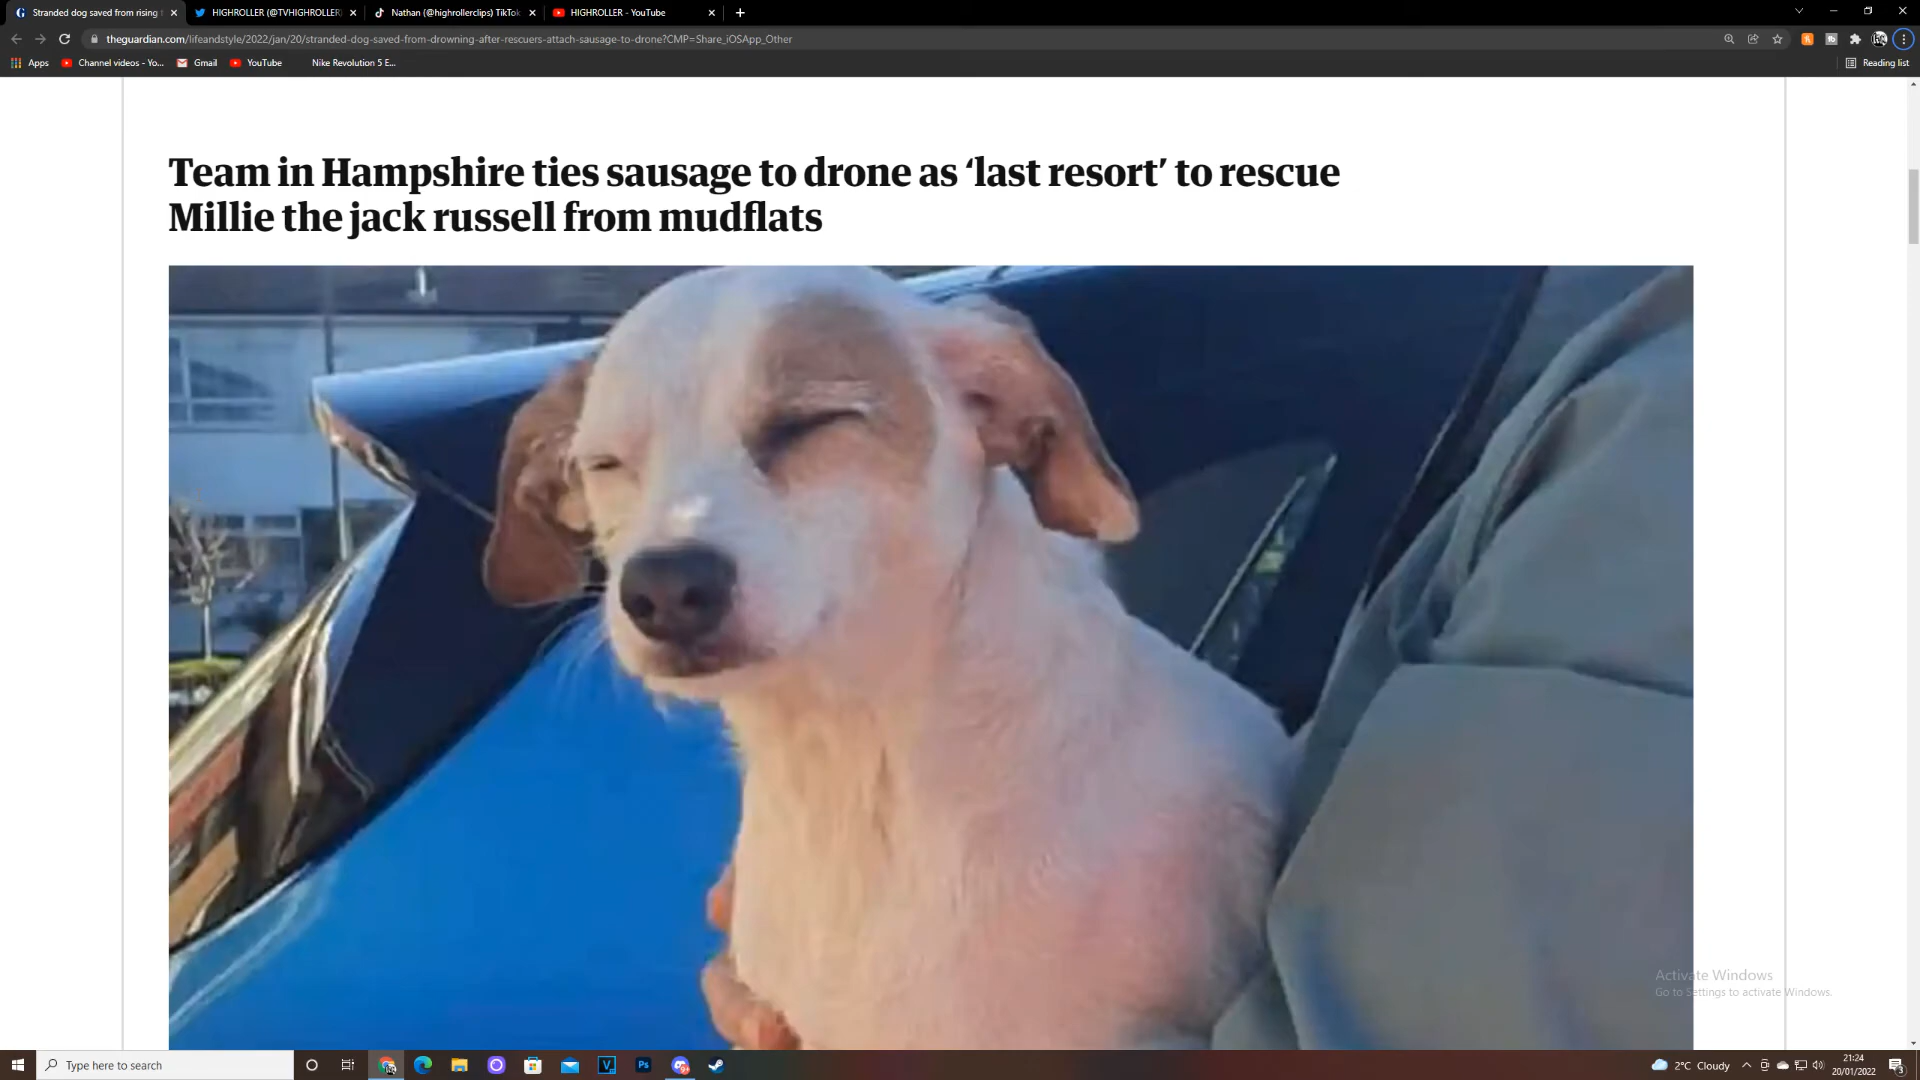 Stranded dog saved from rising t
HIGHROLLER (@TVHIGHROLLER)
Nathan (@highrollerclips) TikTok
HIGHROLLER - YouTube
theguardian.com/lifeandstyle/2022/jan/20/stranded-dog-saved-from-drowning-after-rescuers-attach-sausage-to-drone?CMP=Share_iOSApp_Other
Apps
Channel videos - Yo...
Gmail
YouTube
Nike Revolution 5 E...
Reading list
Team in Hampshire ties sausage to drone as ‘last resort’ to rescue
Millie the jack russell from mudflats
Activate Windows
Go to Settings to activate Windows.
Type here to search
2°C Cloudy
21:24
20/01/2022